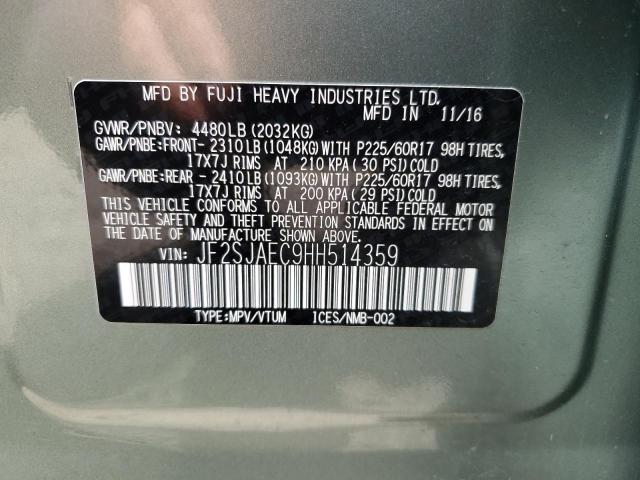 MFD BY FUJI HEAVY INDUSTRIES LTD.
MFD IN 11/16
GVWR/PNBV: 4480LB(2032KG)
GAWR/PNBE:FRONT- 2310LB(1048KG)WITH P225/60R17 98H TIRES,
17X7J RIMS AT 210 KPA(30 PSI)COLD
GAWR/PNBE:REAR - 2410LB(1093KG)WITH P225/60R17 98H TIRES,
17X7J RIMS AT 200 KPA(29 PSI)COLD
THIS VEHICLE CONFORMS TO ALL APPLICABLE FEDERAL MOTOR
VEHICLE SAFETY AND THEFT PREVENTION STANDARDS IN EFFECT ON
THE DATE OF MANUFACTURE SHOWN ABOVE.
VIN: JF2SJAEC9HH514359
TYPE:MPV/VTUM ICES/NMB-002